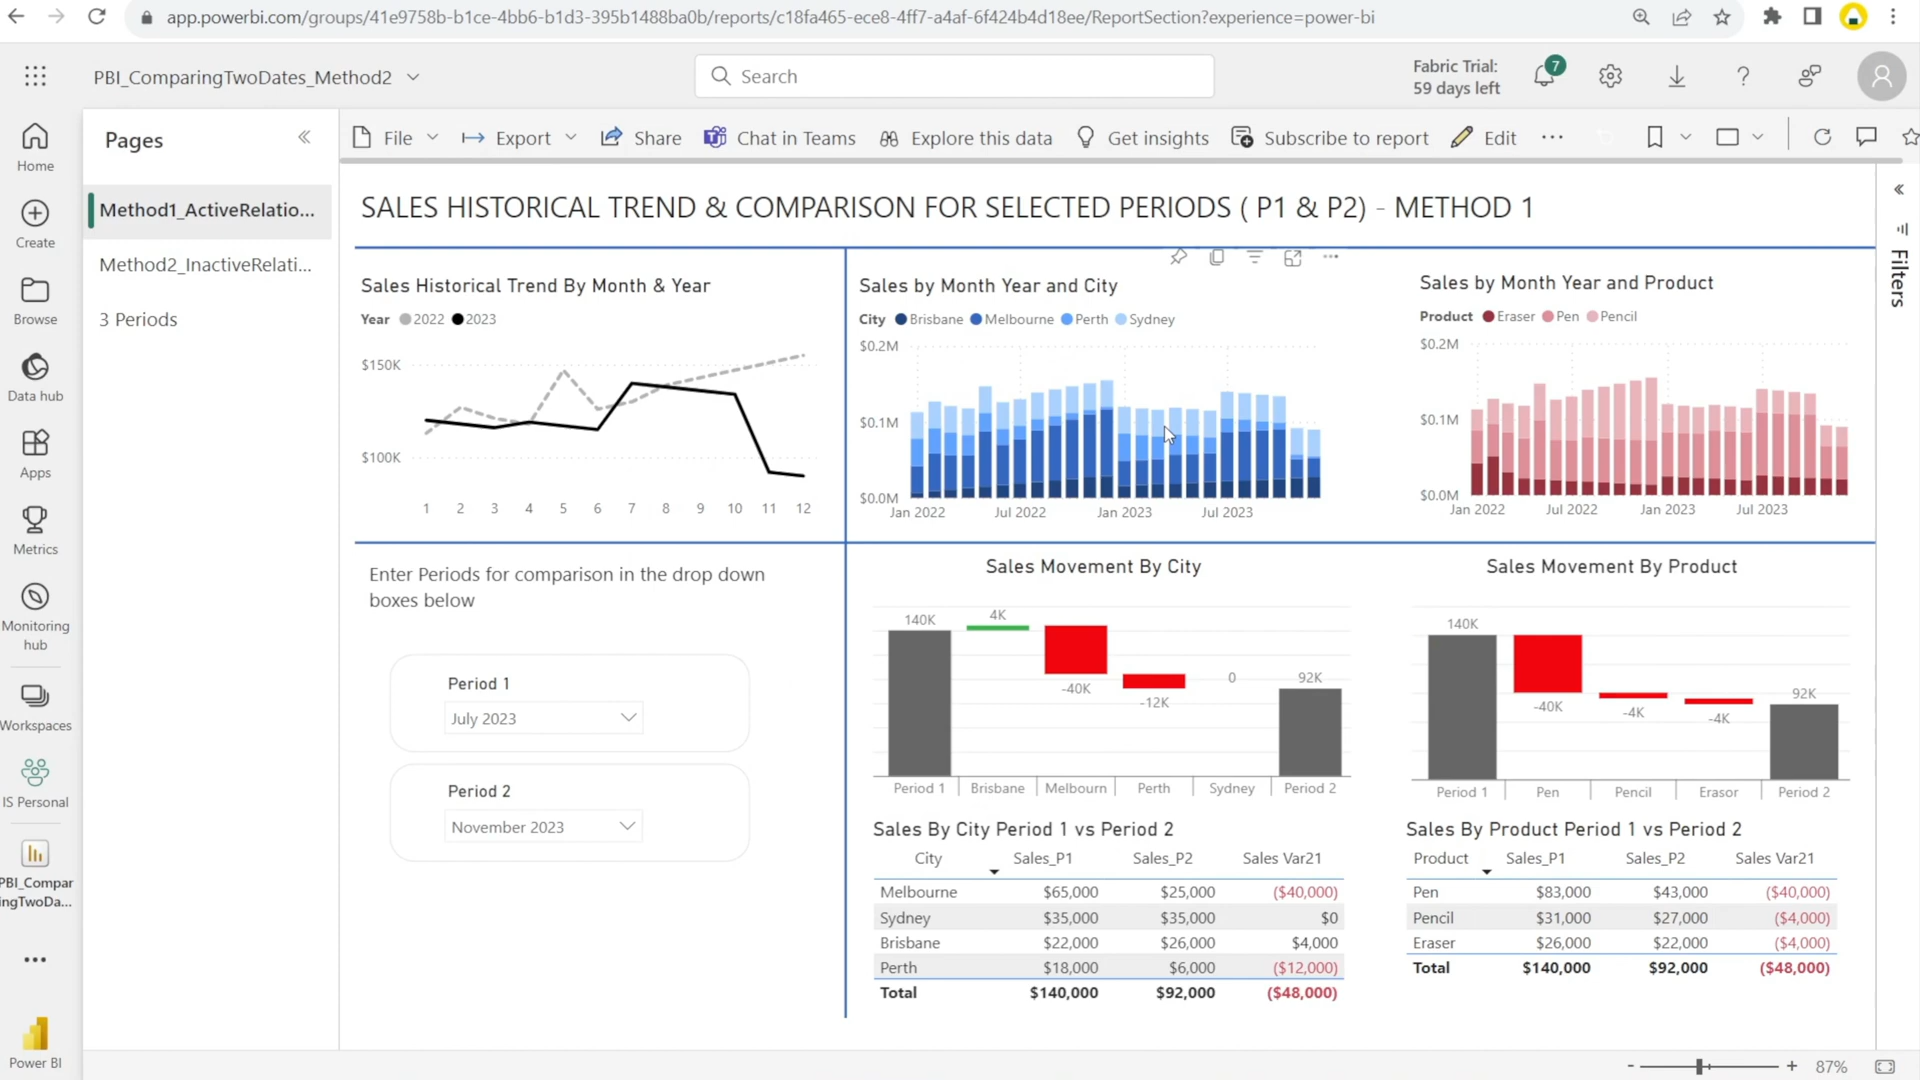 app.powerbi.com/groups/41e9758b-b1ce-4bb6-b1d3-395b1488ba0b/reports/c18fa465-ece8-4ff7-a4af-6f424b4d18ee/ReportSection?experience=power-bi
PBI_ComparingTwoDates_Method2
Search
Fabric Trial:
59 days left
7
?
Home
Create
Browse
Data hub
Apps
Metrics
Monitoring
hub
Workspaces
IS Personal
PBI_Compar
ingTwoDa...
Power BI
Pages
Method1_ActiveRelatio...
Method2_InactiveRelati...
3 Periods
File
Export
Share
Chat in Teams
Explore this data
Get insights
Subscribe to report
Edit
SALES HISTORICAL TREND & COMPARISON FOR SELECTED PERIODS ( P1 & P2) - METHOD 1
Filters
Sales Historical Trend By Month & Year
Year 2022 2023
$150K
$100K
1 2 3 4 5 6 7 8 9 10 11 12
Sales by Month Year and City
City Brisbane Melbourne Perth Sydney
$0.2M
$0.1M
$0.0M
Jan 2022 Jul 2022 Jan 2023 Jul 2023
Sales by Month Year and Product
Product Eraser Pen Pencil
$0.2M
$0.1M
$0.0M
Jan 2022 Jul 2022 Jan 2023 Jul 2023
Enter Periods for comparison in the drop down
boxes below
Period 1
July 2023
Period 2
November 2023
Sales Movement By City
140K 4K -40K -12K 0 92K
Period 1 Brisbane Melbourn Perth Sydney Period 2
Sales Movement By Product
140K -40K -4K -4K 92K
Period 1 Pen Pencil Erasor Period 2
Sales By City Period 1 vs Period 2
City Sales_P1 Sales_P2 Sales Var21
Melbourne $65,000 $25,000 ($40,000)
Sydney $35,000 $35,000 $0
Brisbane $22,000 $26,000 $4,000
Perth $18,000 $6,000 ($12,000)
Total $140,000 $92,000 ($48,000)
Sales By Product Period 1 vs Period 2
Product Sales_P1 Sales_P2 Sales Var21
Pen $83,000 $43,000 ($40,000)
Pencil $31,000 $27,000 ($4,000)
Eraser $26,000 $22,000 ($4,000)
Total $140,000 $92,000 ($48,000)
- + 87%